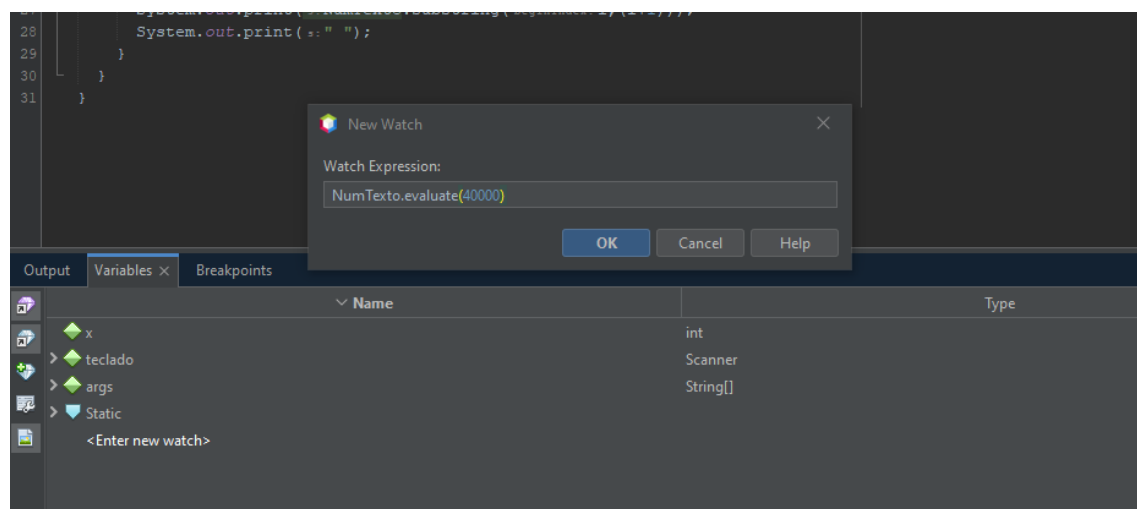 28 System.out.print( s:" ");
29 }
30 }
31 }
New Watch
Watch Expression:
NumTexto.evaluate(40000)
OK Cancel Help
Output Variables Breakpoints
Name Type
x int
teclado Scanner
args String[]
Static
<Enter new watch>